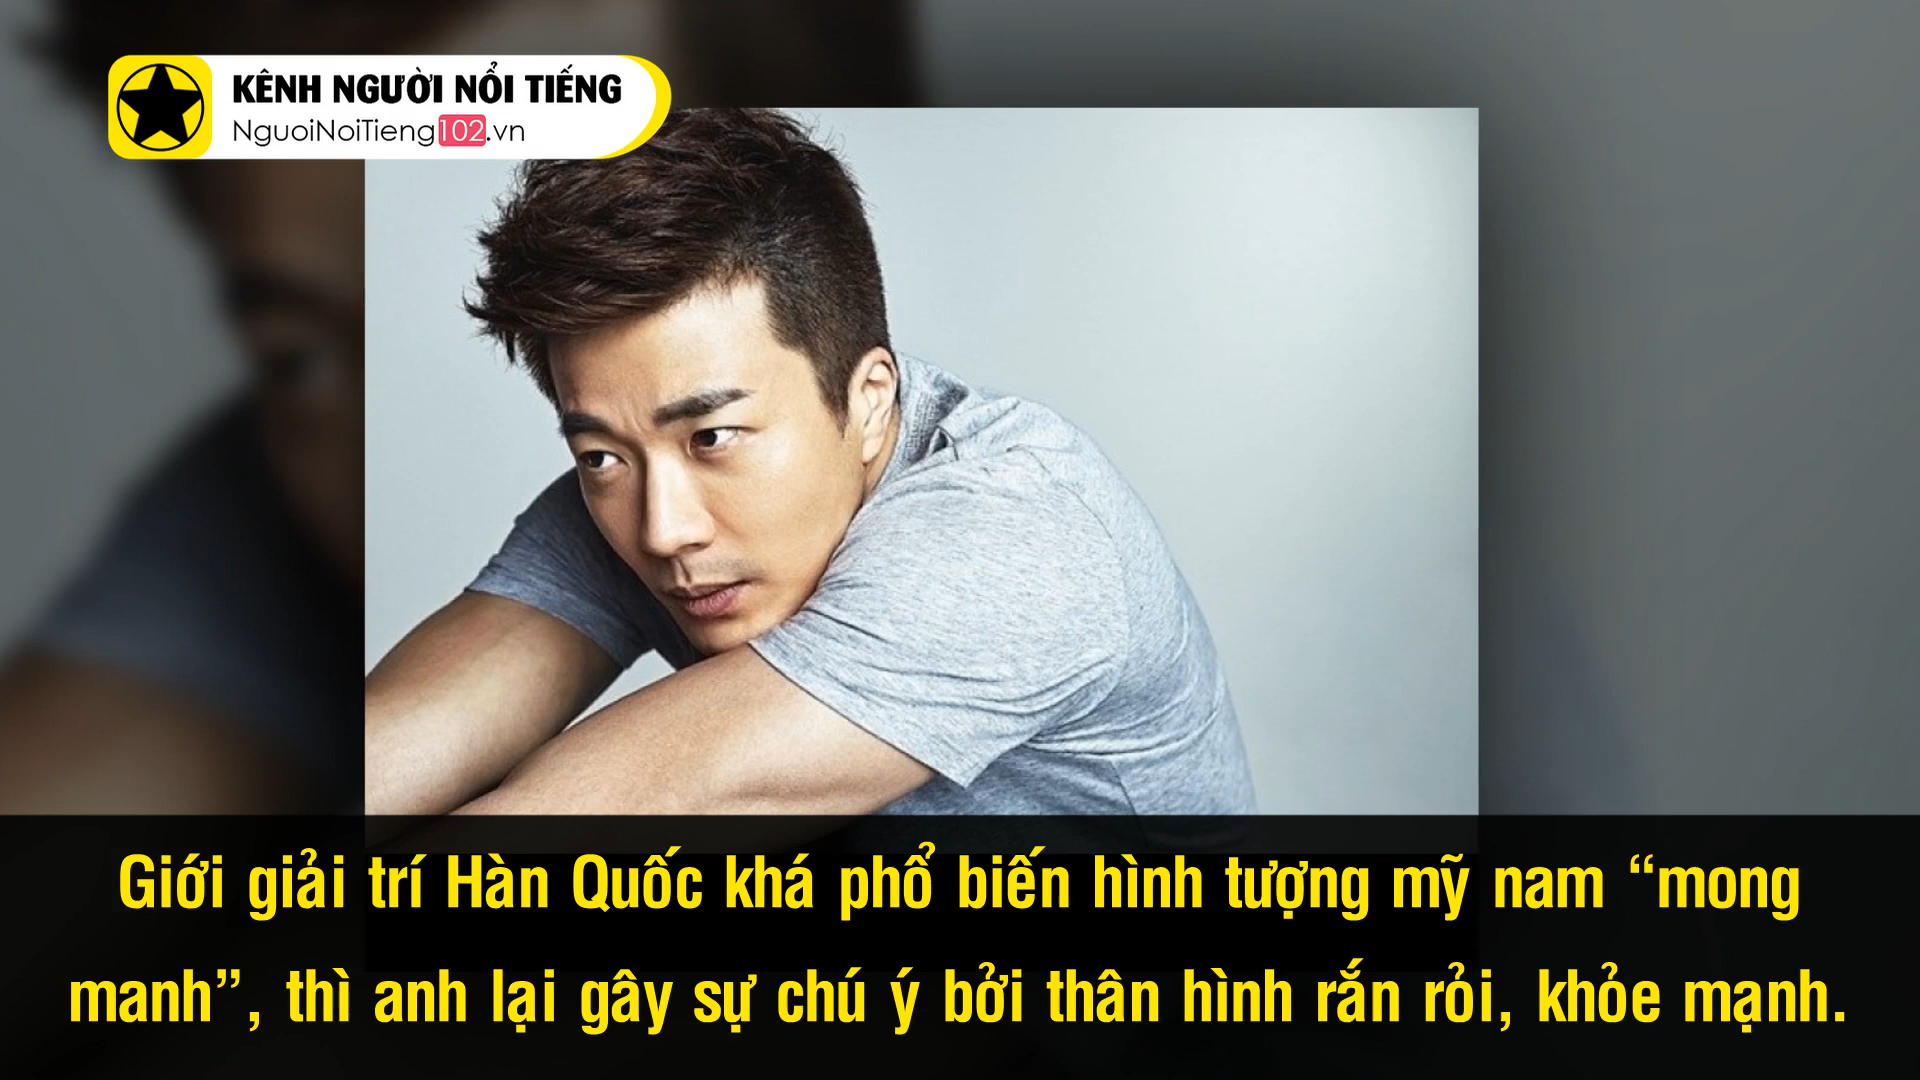 KÊNH NGƯỜI NỔI TIẾNG
NguoiNoiTieng102.vn
Giới giải trí Hàn Quốc khá phổ biến hình tượng mỹ nam “mong
manh”, thì anh lại gây sự chú ý bởi thân hình rắn rỏi, khỏe mạnh.